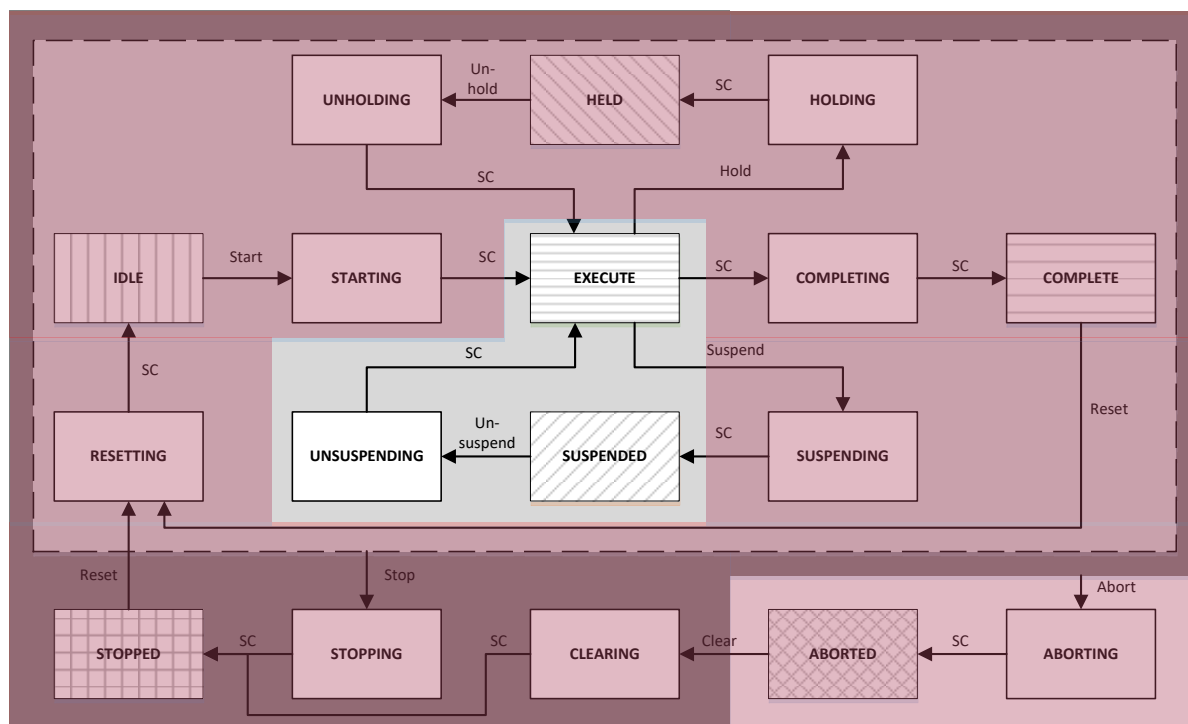 Un-
hold
SC
UNHOLDING
HELD
HOLDING
SC
Hold
IDLE
Start
STARTING
SC
EXECUTE
SC
COMPLETING
SC
COMPLETE
SC
SC
Suspend
Reset
RESETTING
UNSUSPENDING
Un-
suspend
SUSPENDED
SC
SUSPENDING
Reset
Stop
Abort
STOPPED
SC
STOPPING
SC
CLEARING
Clear
ABORTED
SC
ABORTING